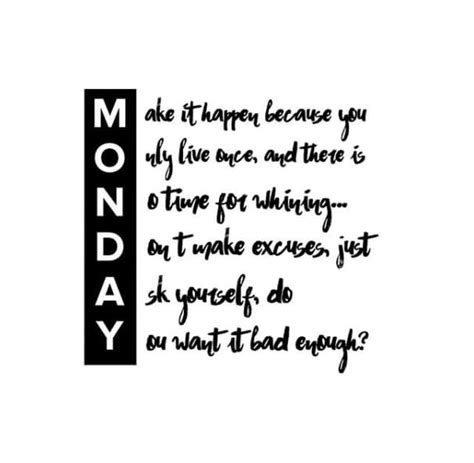 Make it happen because you
Only live once, and there is
No time for whining...
Don t make excuses, just
Ask yourself, do
You want it bad enough?